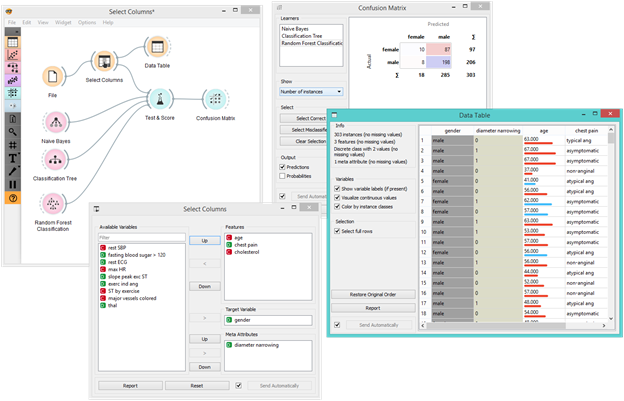 Select Columns*
File Edit View Widget Options Help
File
Select Columns
Data Table
Naive Bayes
Classification Tree
Random Forest Classification
Test & Score
Confusion Matrix
Confusion Matrix
Learners
Naive Bayes
Classification Tree
Random Forest Classificatio
Show
Number of instances
Select
Select Correct
Select Misclassifie
Clear Selection
Output
Predictions
Probabilities
Send Automatically
Predicted
female male Σ
Actual
female 10 87 97
male 8 198 206
Σ 18 285 303
Data Table
Info
303 instances (no missing values)
3 features (no missing values)
Discrete class with 2 values (no missing values)
1 meta attribute (no missing values)
Variables
Show variable labels (if present)
Visualize continuous values
Color by instance classes
Selection
Select full rows
Restore Original Order
Report
Send Automatically
gender diameter narrowing age chest pain
1 male 0 63.000 typical ang
2 male 1 67.000 asymptomatic
3 male 1 67.000 asymptomatic
4 male 0 37.000 non-anginal
5 female 0 41.000 atypical ang
6 male 0 56.000 atypical ang
7 female 1 62.000 asymptomatic
8 female 0 57.000 asymptomatic
9 male 1 63.000 asymptomatic
10 male 1 53.000 asymptomatic
11 male 0 57.000 asymptomatic
12 female 0 56.000 atypical ang
13 male 1 56.000 non-anginal
14 male 0 44.000 atypical ang
15 male 0 52.000 non-anginal
16 male 0 57.000 non-anginal
17 male 1 48.000 atypical ang
18 male 0 54.000 asymptomatic
Select Columns
Available Variables
Filter
rest SBP
fasting blood sugar > 120
rest ECG
max HR
slope peak exc ST
exerc ind ang
ST by exercise
major vessels colored
thal
Up
<
Down
>
Up
>
Down
Features
age
chest pain
cholesterol
Target Variable
gender
Meta Attributes
diameter narrowing
Report
Reset
Send Automatically